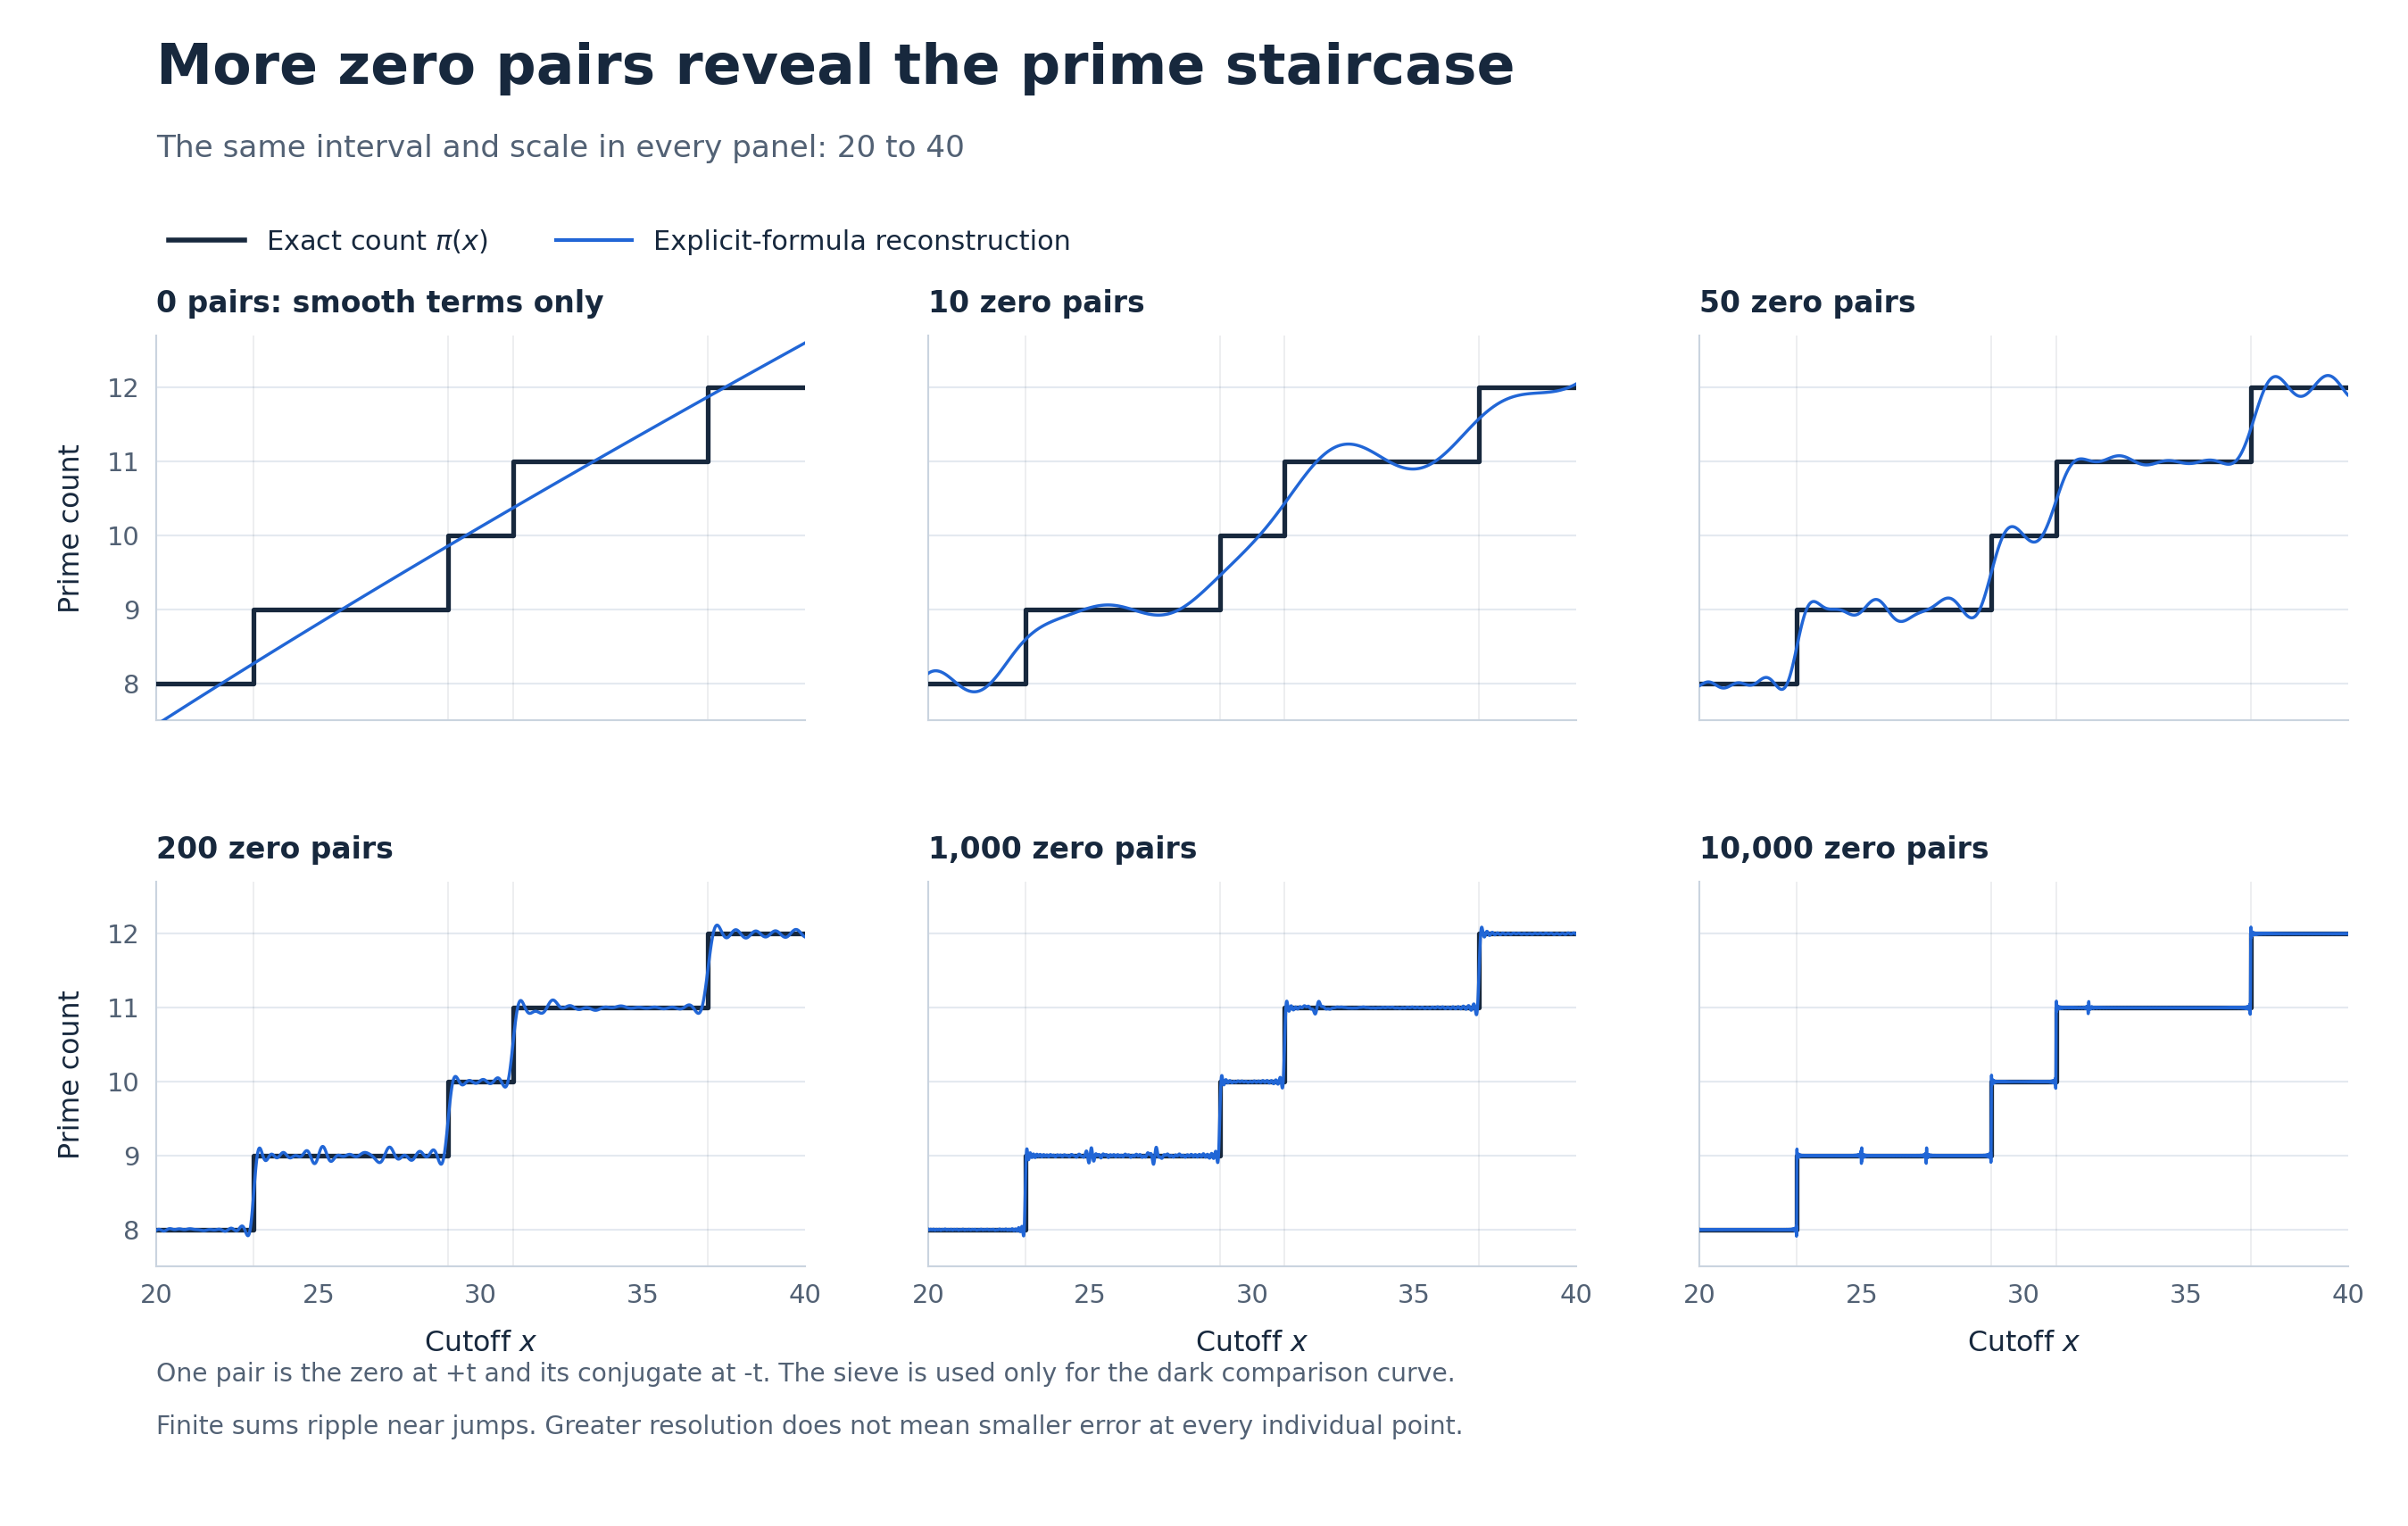 More zero pairs reveal the prime staircase
The same interval and scale in every panel: 20 to 40
Exact count π(x)
Explicit-formula reconstruction
0 pairs: smooth terms only
10 zero pairs
50 zero pairs
Prime count
12
11
10
9
8
200 zero pairs
1,000 zero pairs
10,000 zero pairs
Prime count
12
11
10
9
8
20 25 30 35 40
20 25 30 35 40
20 25 30 35 40
Cutoff x
Cutoff x
Cutoff x
One pair is the zero at +t and its conjugate at -t. The sieve is used only for the dark comparison curve.
Finite sums ripple near jumps. Greater resolution does not mean smaller error at every individual point.